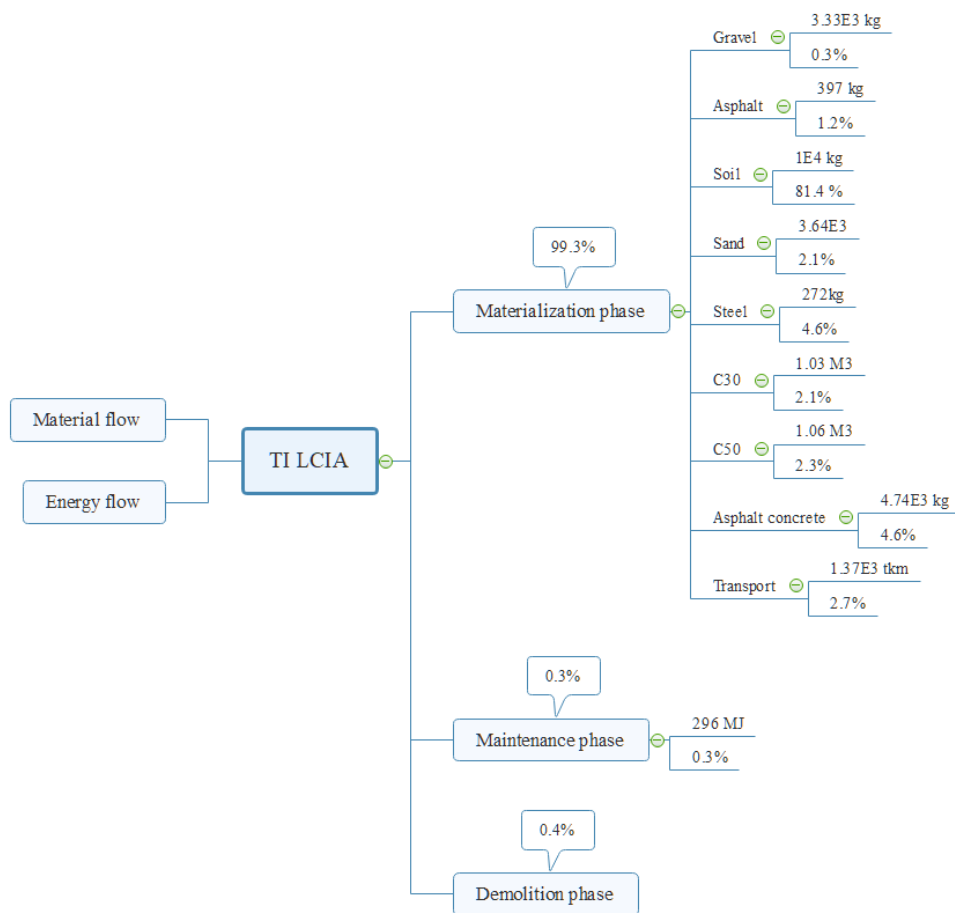 Material flow
Energy flow
TI LCIA
99.3%
Materialization phase
Gravel
3.33E3 kg
0.3%
Asphalt
397 kg
1.2%
Soil
1E4 kg
81.4 %
Sand
3.64E3
2.1%
Steel
272kg
4.6%
C30
1.03 M3
2.1%
C50
1.06 M3
2.3%
Asphalt concrete
4.74E3 kg
4.6%
Transport
1.37E3 tkm
2.7%
0.3%
Maintenance phase
296 MJ
0.3%
0.4%
Demolition phase